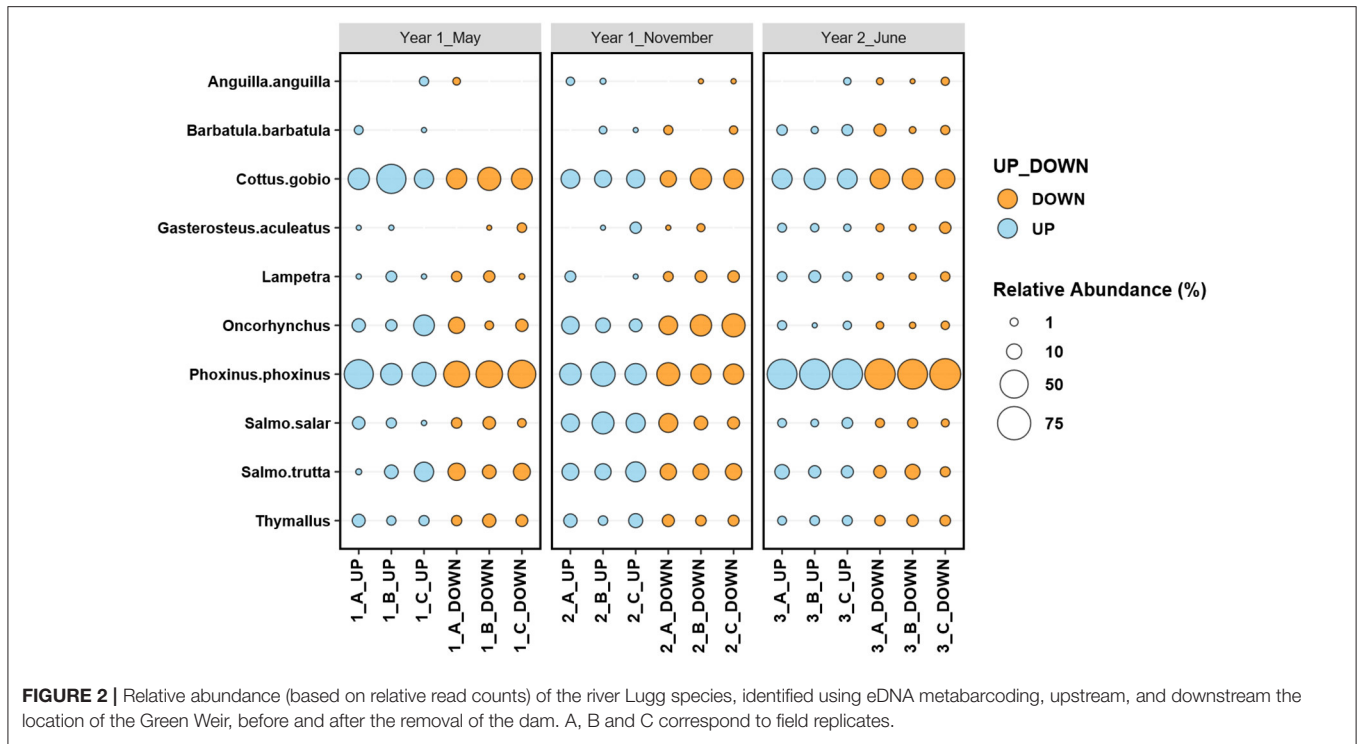 Year 1_May
Year 1_November
Year 2_June
Anguilla.anguilla
Barbatula.barbatula
Cottus.gobio
Gasterosteus.aculeatus
Lampetra
Oncorhynchus
Phoxinus.phoxinus
Salmo.salar
Salmo.trutta
Thymallus
1_A_UP
1_B_UP
1_C_UP
1_A_DOWN
1_B_DOWN
1_C_DOWN
2_A_UP
2_B_UP
2_C_UP
2_A_DOWN
2_B_DOWN
2_C_DOWN
3_A_UP
3_B_UP
3_C_UP
3_A_DOWN
3_B_DOWN
3_C_DOWN
UP_DOWN
DOWN
UP
Relative Abundance (%)
1
10
50
75
FIGURE 2 | Relative abundance (based on relative read counts) of the river Lugg species, identified using eDNA metabarcoding, upstream, and downstream the
location of the Green Weir, before and after the removal of the dam. A, B and C correspond to field replicates.